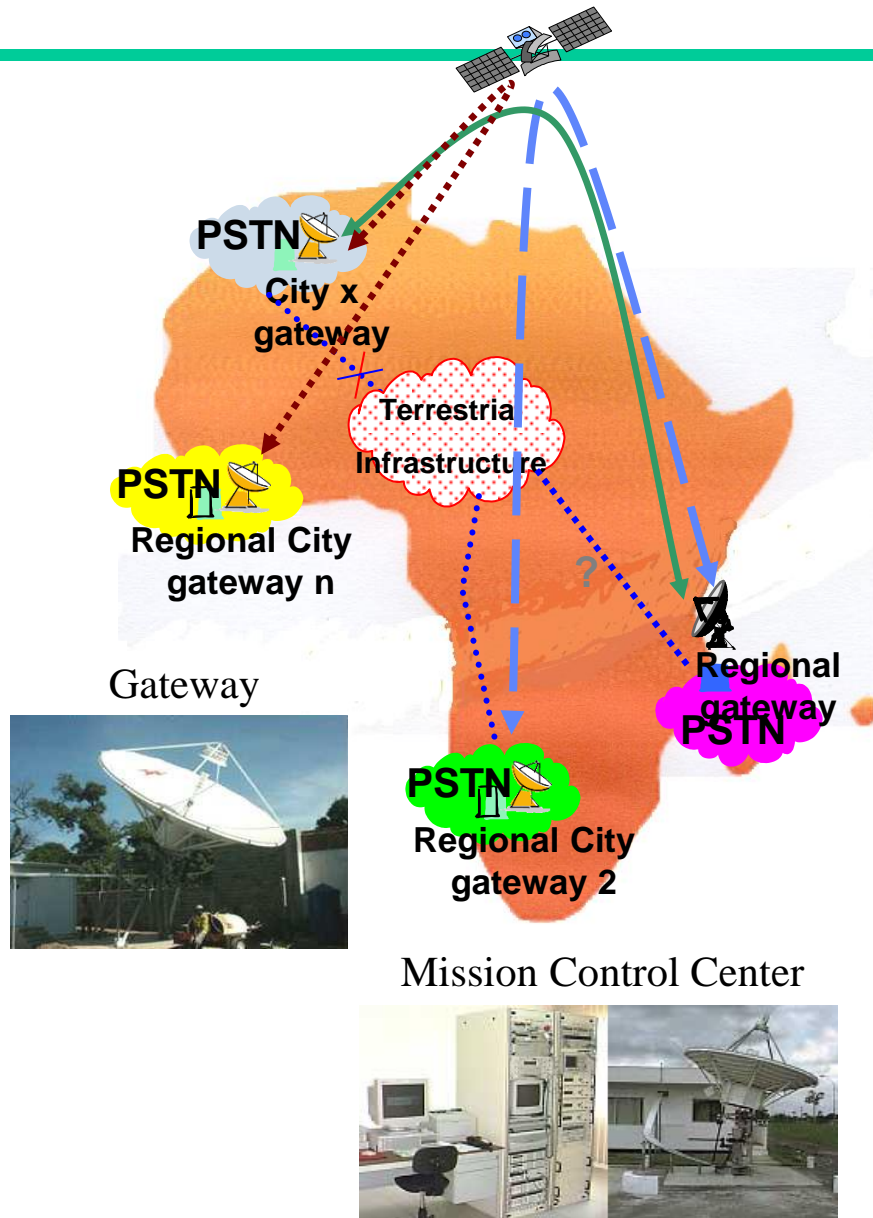 PSTN
City x
gateway
Terrestria
Infrastructure
PSTN
Regional City
gateway n
?
Regional
gateway
PSTN
Gateway
PSTN
Regional City
gateway 2
Mission Control Center